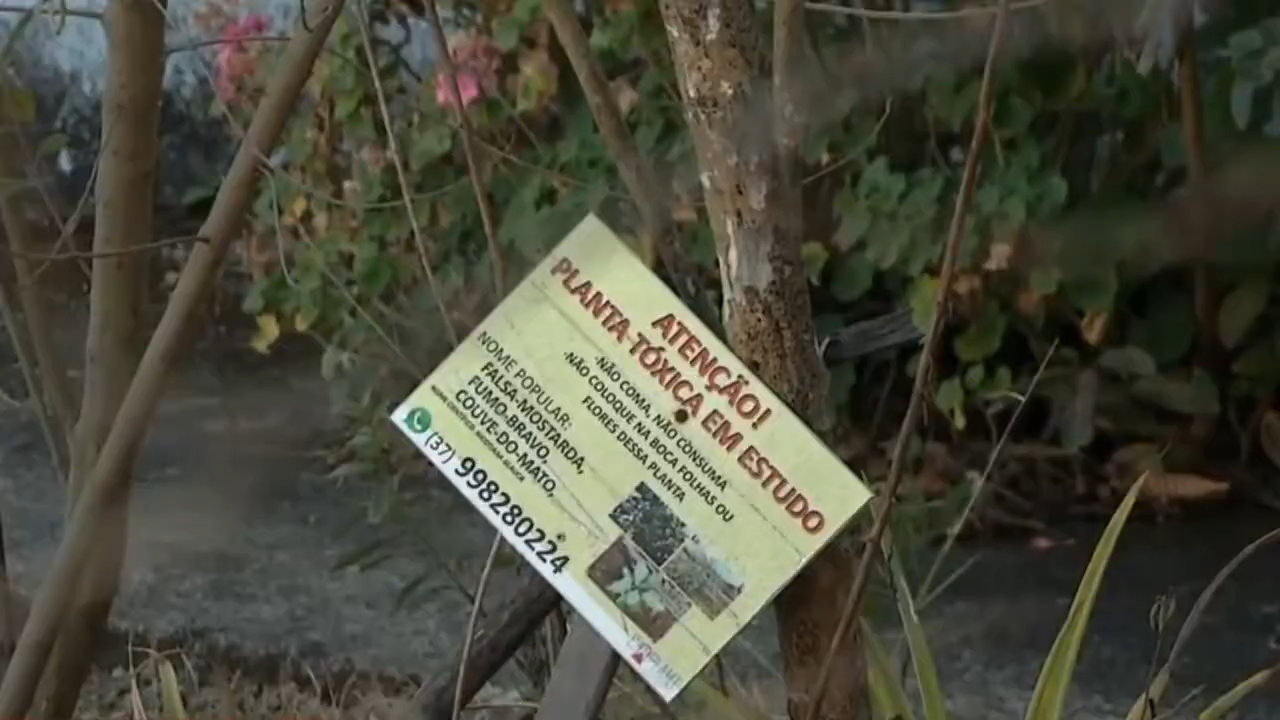 ATENÇÃO!
PLANTA-TÓXICA EM ESTUDO
-NÃO COMA, NÃO CONSUMA
-NÃO COLOQUE NA BOCA FOLHAS OU
FLORES DESSA PLANTA
NOME POPULAR:
FALSA-MOSTARDA,
FUMO-BRAVO,
COUVE-DO-MATO,
(37) 998280224